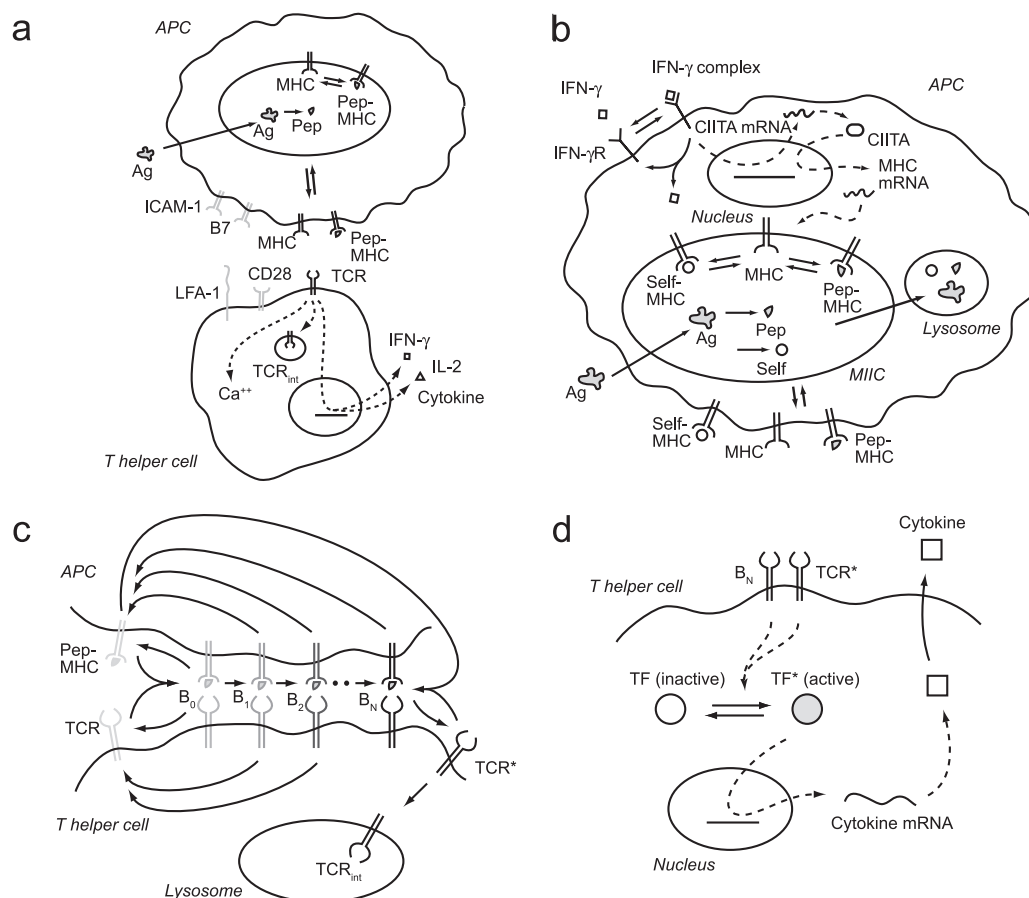 a
APC
MHC
Pep-
MHC
Ag
Pep
Ag
ICAM-1
B7
MHC
Pep-
MHC
LFA-1
CD28
TCR
TCRint
Ca++
IFN-γ
IL-2
Cytokine
T helper cell
b
IFN-γ complex
IFN-γ
APC
CIITA mRNA
CIITA
IFN-γR
MHC
mRNA
Nucleus
Self-
MHC
MHC
Pep-
MHC
Ag
Pep
Self
Lysosome
MIIC
Ag
Self-
MHC
MHC
Pep-
MHC
c
APC
Pep-
MHC
B0
B1
B2
BN
TCR
TCR*
T helper cell
TCRint
Lysosome
d
Cytokine
T helper cell
BN
TCR*
TF (inactive)
TF* (active)
Cytokine mRNA
Nucleus